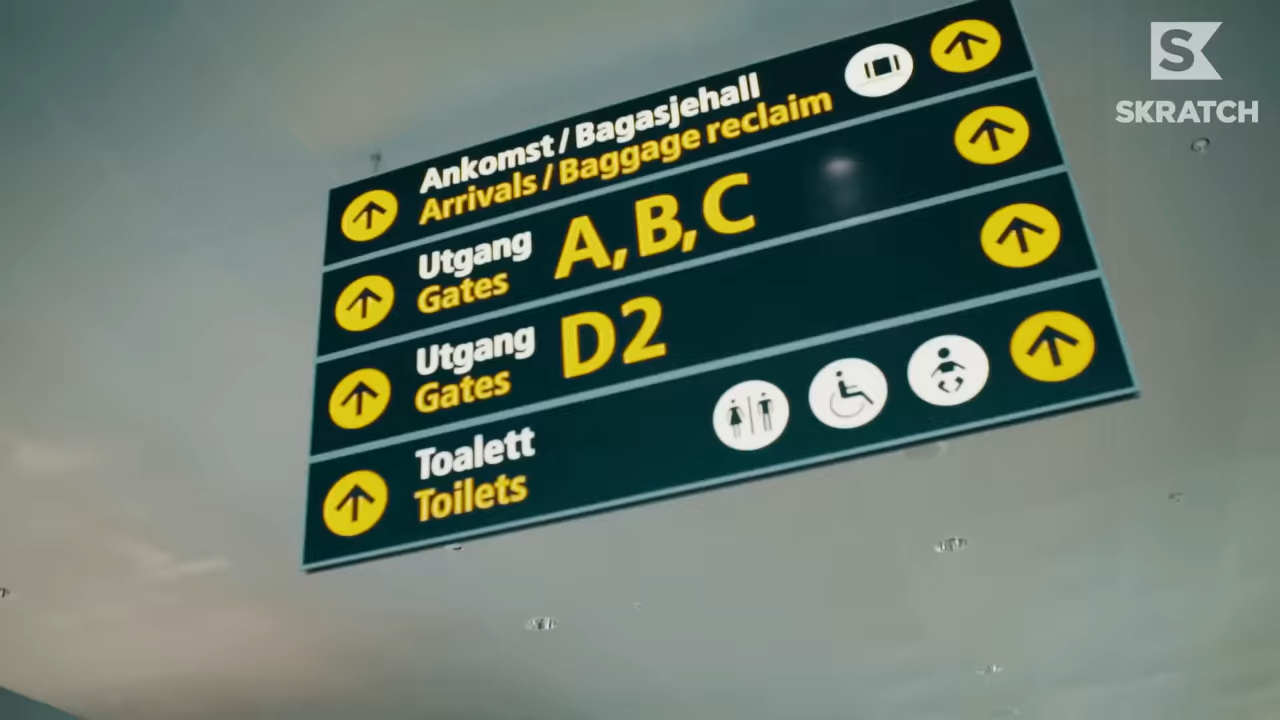 S
SKRATCH
Ankomst / Bagasjehall
Arrivals / Baggage reclaim
Utgang
Gates
A, B, C
Utgang
Gates
D2
Toalett
Toilets